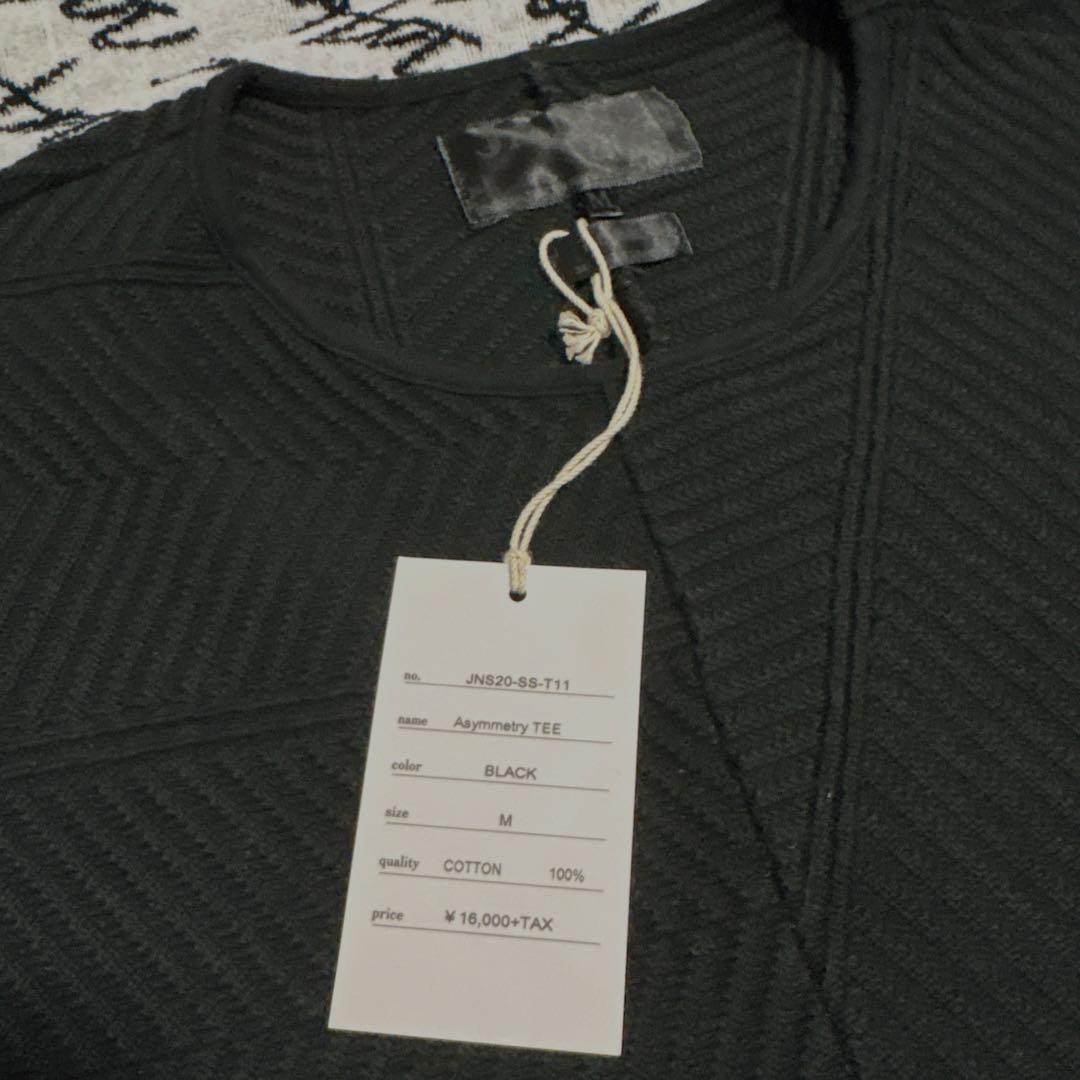 no. JNS20-SS-T11
name Asymmetry TEE
color BLACK
size M
quality COTTON 100%
price ¥16,000+TAX